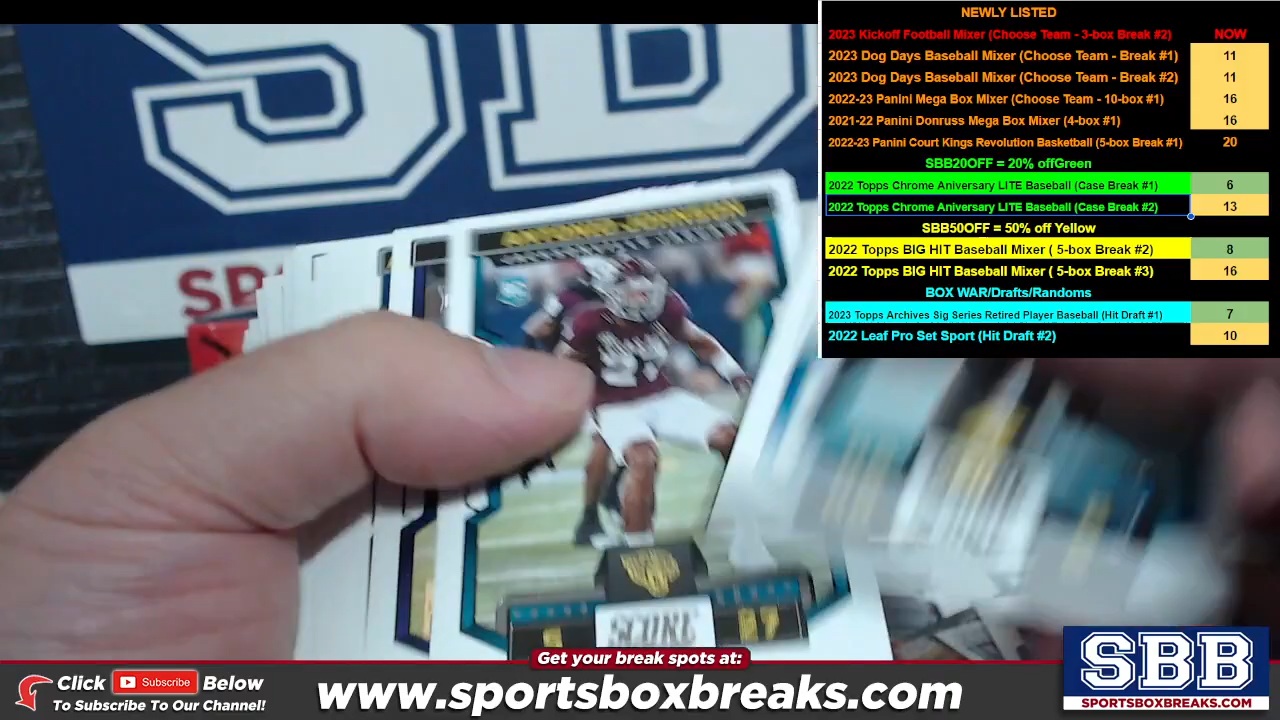 NEWLY LISTED
2023 Kickoff Football Mixer (Choose Team - 3-box Break #2) NOW
2023 Dog Days Baseball Mixer (Choose Team - Break #1) 11
2023 Dog Days Baseball Mixer (Choose Team - Break #2) 11
2022-23 Panini Mega Box Mixer (Choose Team - 10-box #1) 16
2021-22 Panini Donruss Mega Box Mixer (4-box #1) 16
2022-23 Panini Court Kings Revolution Basketball (5-box Break #1) 20
SBB20OFF = 20% offGreen
2022 Topps Chrome Aniversary LITE Baseball (Case Break #1) 6
2022 Topps Chrome Aniversary LITE Baseball (Case Break #2) 13
SBB50OFF = 50% off Yellow
2022 Topps BIG HIT Baseball Mixer ( 5-box Break #2) 8
2022 Topps BIG HIT Baseball Mixer ( 5-box Break #3) 16
BOX WAR/Drafts/Randoms
2023 Topps Archives Sig Series Retired Player Baseball (Hit Draft #1) 7
2022 Leaf Pro Set Sport (Hit Draft #2) 10
SB
SB
ANTONIO JOHNSON
27
S
SCORE
27
Get your break spots at:
Click Subscribe Below
To Subscribe To Our Channel!
www.sportsboxbreaks.com
SBB
SPORTSBOXBREAKS.COM